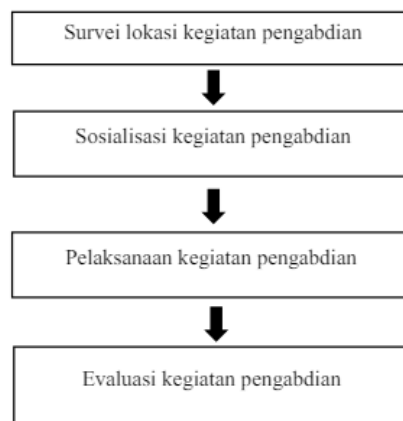 Survei lokasi kegiatan pengabdian
Sosialisasi kegiatan pengabdian
Pelaksanaan kegiatan pengabdian
Evaluasi kegiatan pengabdian